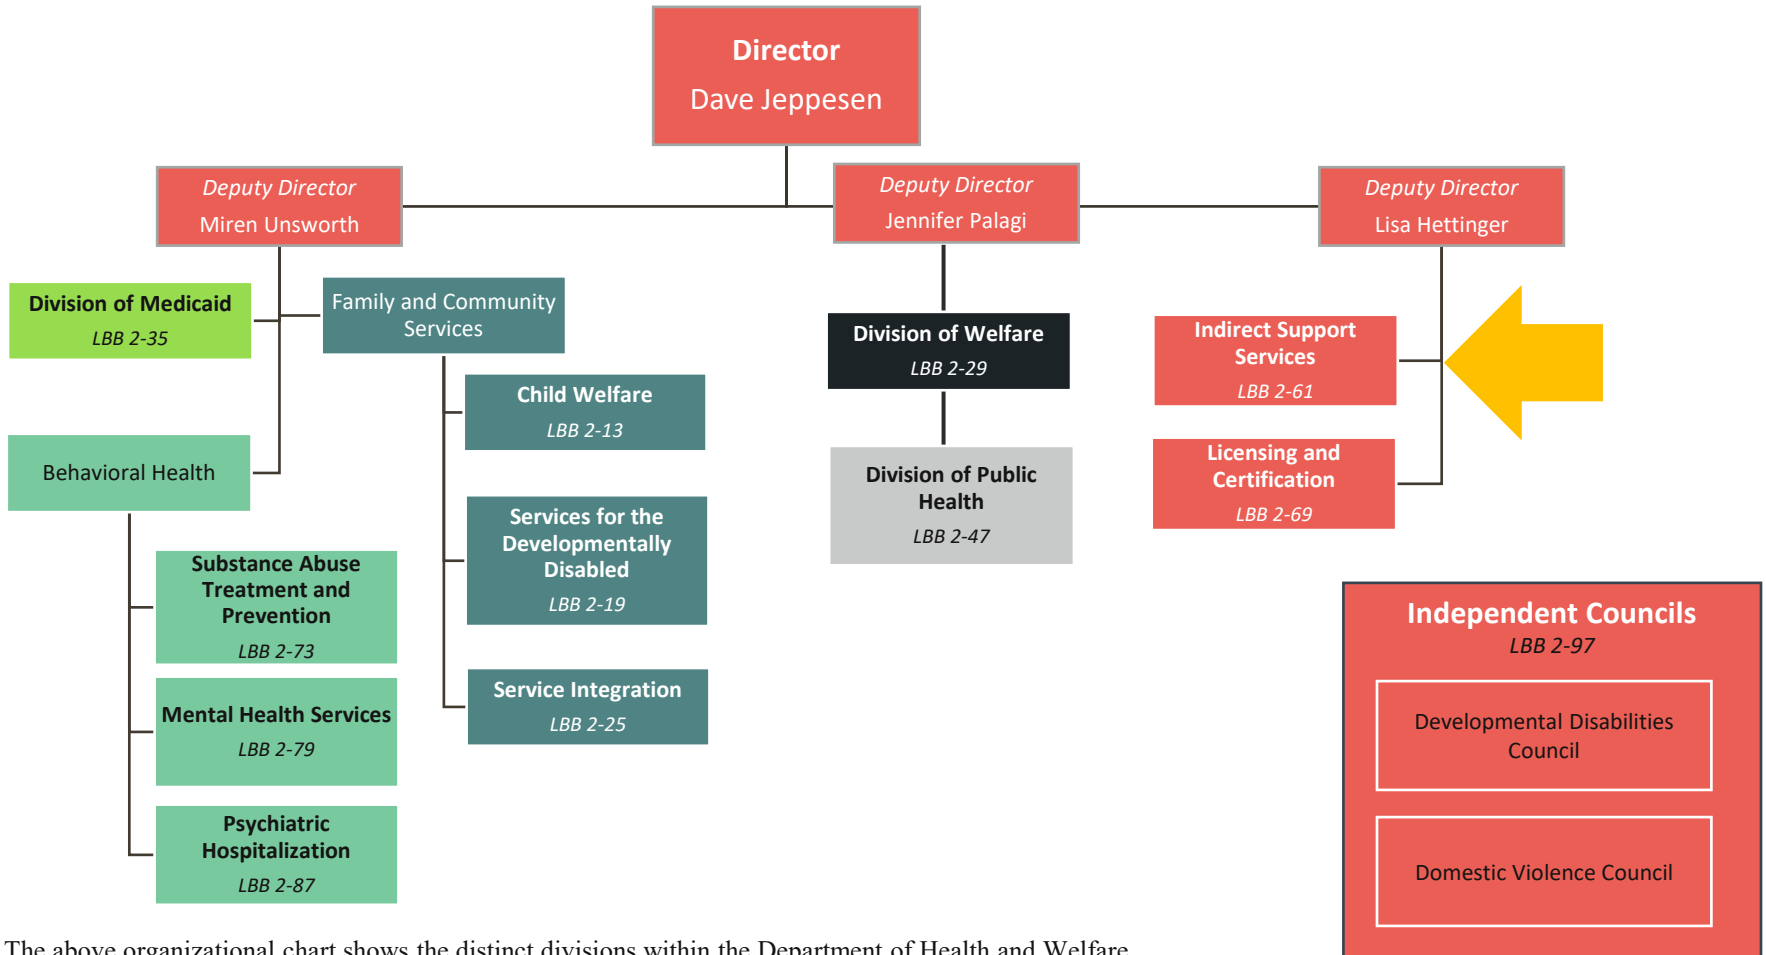 Director
Dave Jeppesen
Deputy Director
Miren Unsworth
Deputy Director
Jennifer Palagi
Deputy Director
Lisa Hettinger
Division of Medicaid
LBB 2-35
Family and Community
Services
Child Welfare
LBB 2-13
Services for the
Developmentally
Disabled
LBB 2-19
Service Integration
LBB 2-25
Behavioral Health
Substance Abuse
Treatment and
Prevention
LBB 2-73
Mental Health Services
LBB 2-79
Psychiatric
Hospitalization
LBB 2-87
Division of Welfare
LBB 2-29
Division of Public
Health
LBB 2-47
Indirect Support
Services
LBB 2-61
Licensing and
Certification
LBB 2-69
Independent Councils
LBB 2-97
Developmental Disabilities
Council
Domestic Violence Council
The above organizational chart shows the distinct divisions within the Department of Health and Welfare